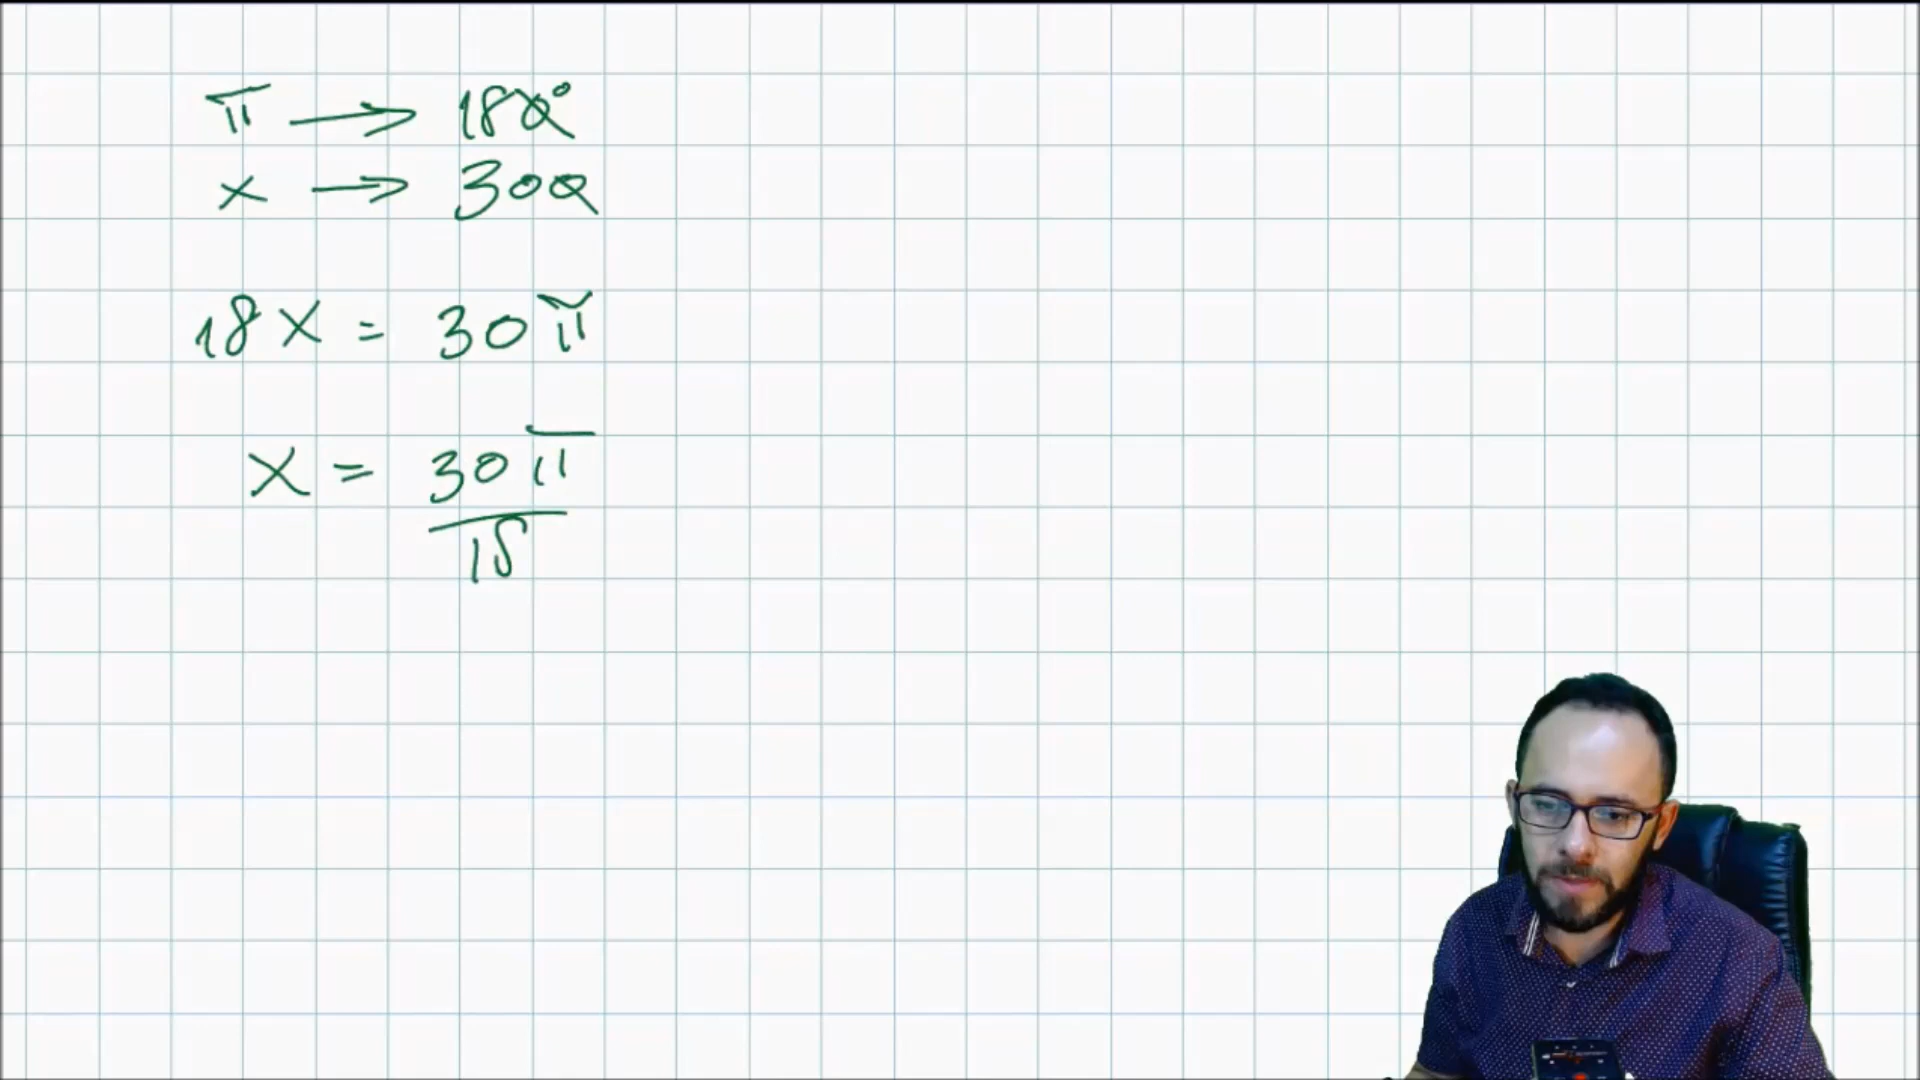 π → 180°
x → 300
18x = 30π
x = 30π
18